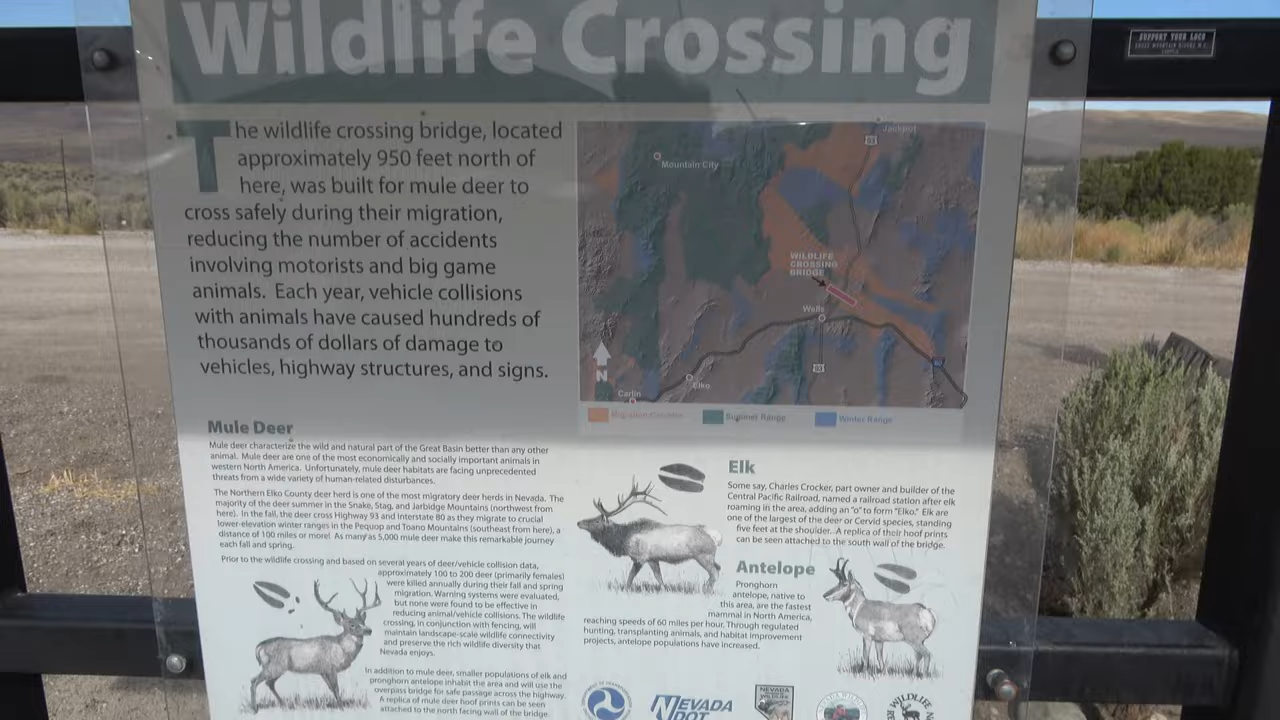 Wildlife Crossing
The wildlife crossing bridge, located
approximately 950 feet north of
here, was built for mule deer to
cross safely during their migration,
reducing the number of accidents
involving motorists and big game
animals. Each year, vehicle collisions
with animals have caused hundreds of
thousands of dollars of damage to
vehicles, highway structures, and signs.
Jackpot
93
Mountain City
WILDLIFE
CROSSING
BRIDGE
Wells
93
N
Elko
Carlin
Migration Corridor
Summer Range
Winter Range
Mule Deer
Mule deer characterize the wild and natural part of the Great Basin better than any other
animal. Mule deer are one of the most economically and socially important animals in
western North America. Unfortunately, mule deer habitats are facing unprecedented
threats from a wide variety of human-related disturbances.
The Northern Elko County deer herd is one of the most migratory deer herds in Nevada. The
majority of the deer summer in the Snake, Stag, and Jarbidge Mountains (northwest from
here). In the fall, the deer cross Highway 93 and Interstate 80 as they migrate to crucial
lower-elevation winter ranges in the Pequop and Toano Mountains (southeast from here), a
distance of 100 miles or more! As many as 5,000 mule deer make this remarkable journey
each fall and spring.
Prior to the wildlife crossing and based on several years of deer/vehicle collision data,
approximately 100 to 200 deer (primarily females)
were killed annually during their fall and spring
migration. Warning systems were evaluated,
but none were found to be effective in
reducing animal/vehicle collisions. The wildlife
crossing, in conjunction with fencing, will
maintain landscape-scale wildlife connectivity
and preserve the rich wildlife diversity that
Nevada enjoys.
In addition to mule deer, smaller populations of elk and
pronghorn antelope inhabit the area and will use the
overpass bridge for safe passage across the highway.
A replica of mule deer hoof prints can be seen
attached to the north facing wall of the bridge.
Elk
Some say, Charles Crocker, part owner and builder of the
Central Pacific Railroad, named a railroad station after elk
roaming in the area, adding an "o" to form "Elko." Elk are
one of the largest of the deer or Cervid species, standing
five feet at the shoulder. A replica of their hoof prints
can be seen attached to the south wall of the bridge.
Antelope
Pronghorn
antelope, native to
this area, are the fastest
mammal in North America,
reaching speeds of 60 miles per hour. Through regulated
hunting, transplanting animals, and habitat improvement
projects, antelope populations have increased.
NEVADA
DOT
NEVADA
WILDLIFE
SUPPORT YOUR LOCO